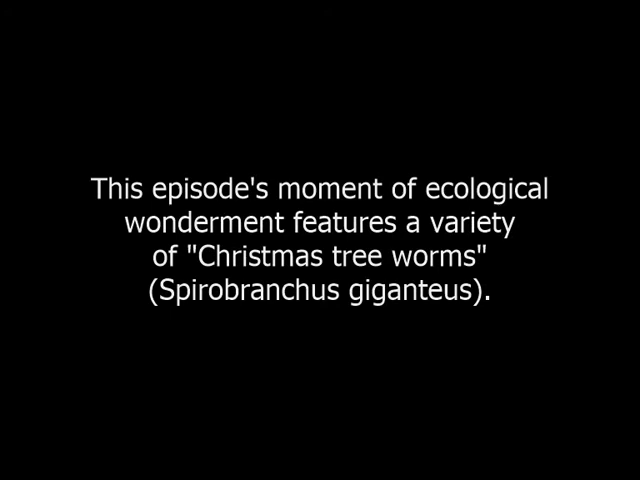 This episode's moment of ecological
wonderment features a variety
of "Christmas tree worms"
(Spirobranchus giganteus).